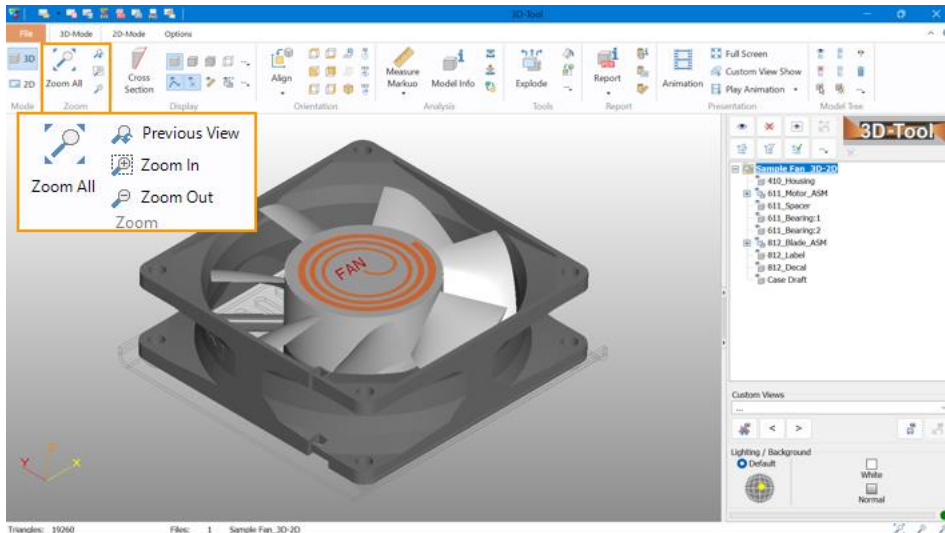 3D-Tool
File 3D-Mode 2D-Mode Options
3D
2D
Zoom All
Cross Section
Align
Measure Markuo
Model Info
Explode
Report
Animation
Full Screen
Custom View Show
Play Animation
Mode Zoom Display Orientation Analysis Tools Report Presentation Model Tree
Zoom All
Previous View
Zoom In
Zoom Out
Zoom
3D-Tool
Sample Fan_3D-2D
410_Housing
611_Motor_ASM
611_Spacer
611_Bearing:1
611_Bearing:2
812_Blade_ASM
812_Label
812_Decal
Case Draft
FAN
Custom Views
...
< >
Lighting / Background
Default
White
Normal
Y Z X
Triangles: 19260 Files: 1 Sample Fan_3D-2D